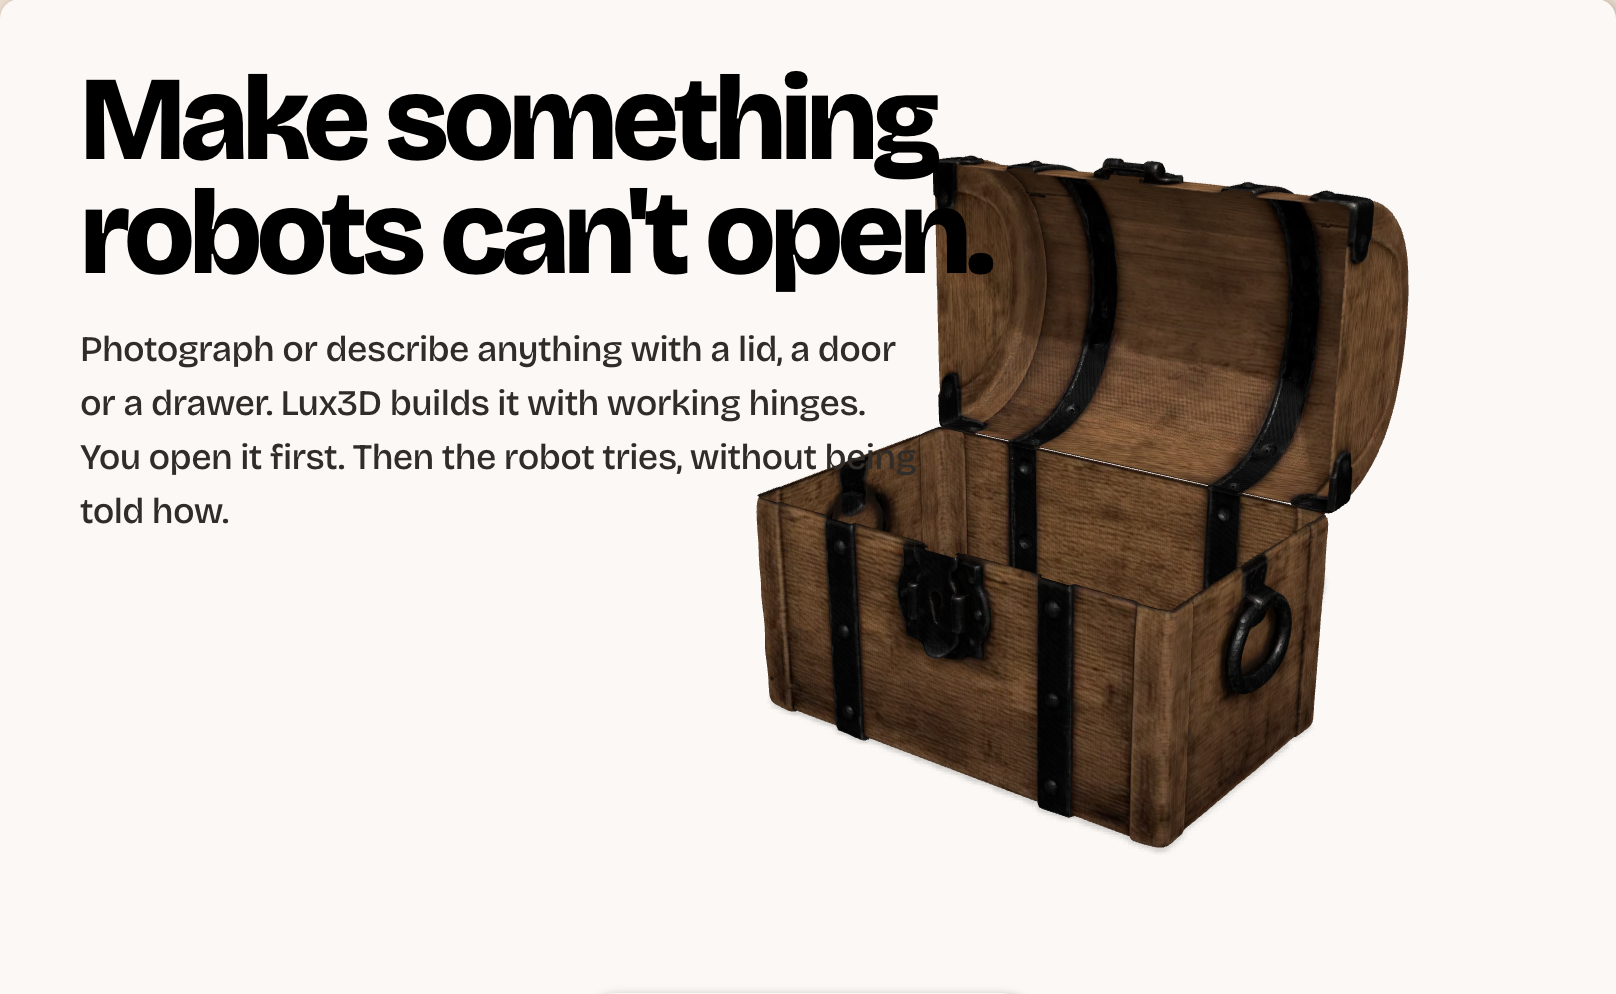 Make something
robots can't open.
Photograph or describe anything with a lid, a door
or a drawer. Lux3D builds it with working hinges.
You open it first. Then the robot tries, without being
told how.